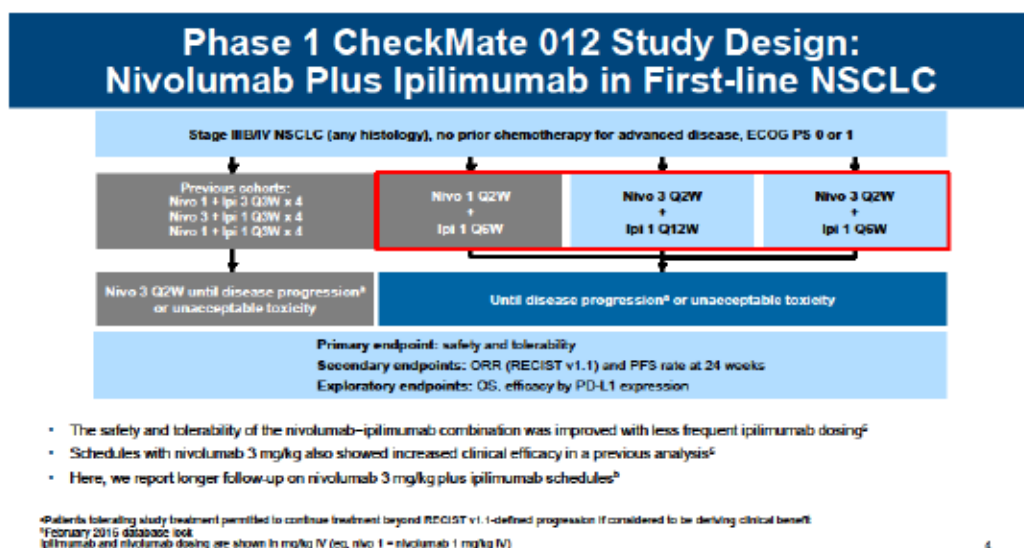 Phase 1 CheckMate 012 Study Design:
Nivolumab Plus Ipilimumab in First-line NSCLC
Stage IIIB/IV NSCLC (any histology), no prior chemotherapy for advanced disease, ECOG PS 0 or 1
Previous cohorts:
Nivo 1 + Ipi 3 Q3W x 4
Nivo 3 + Ipi 1 Q3W x 4
Nivo 1 + Ipi 1 Q3W x 4
Nivo 1 Q2W
+
Ipi 1 Q6W
Nivo 3 Q2W
+
Ipi 1 Q12W
Nivo 3 Q2W
+
Ipi 1 Q6W
Nivo 3 Q2W until disease progressionᵃ
or unacceptable toxicity
Until disease progressionᵃ or unacceptable toxicity
Primary endpoint: safety and tolerability
Secondary endpoints: ORR (RECIST v1.1) and PFS rate at 24 weeks
Exploratory endpoints: OS, efficacy by PD-L1 expression
• The safety and tolerability of the nivolumab–ipilimumab combination was improved with less frequent ipilimumab dosingᶜ
• Schedules with nivolumab 3 mg/kg also showed increased clinical efficacy in a previous analysisᶜ
• Here, we report longer follow-up on nivolumab 3 mg/kg plus ipilimumab schedulesᵇ
ᵃPatients tolerating study treatment permitted to continue treatment beyond RECIST v1.1-defined progression if considered to be deriving clinical benefit
ᵇFebruary 2016 database lock
Ipilimumab and nivolumab dosing are shown in mg/kg IV (eg, nivo 1 = nivolumab 1 mg/kg IV)
4